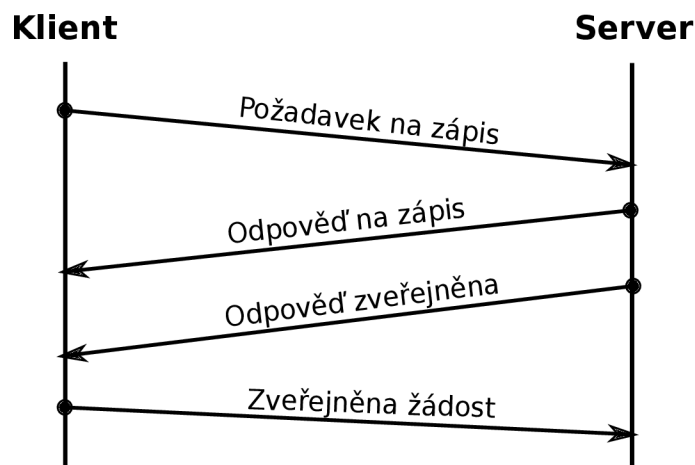 Klient
Server
Požadavek na zápis
Odpověď na zápis
Odpověď zveřejněna
Zveřejněna žádost